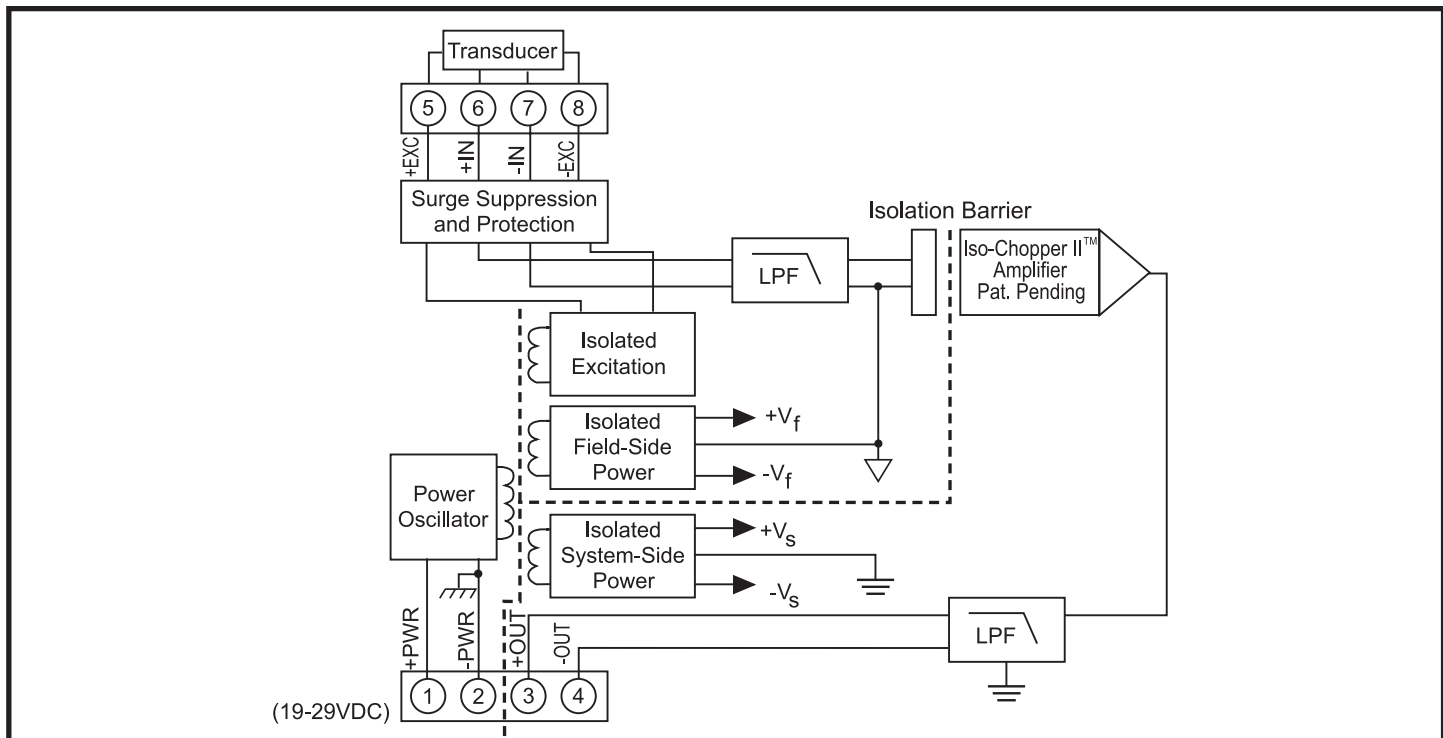 Transducer
5 6 7 8
+EXC
+IN
-IN
-EXC
Surge Suppression
and Protection
Isolation Barrier
LPF
Iso-Chopper II™
Amplifier
Pat. Pending
Isolated
Excitation
Isolated
Field-Side
Power
+Vf
-Vf
Power
Oscillator
Isolated
System-Side
Power
+Vs
-Vs
+PWR
-PWR
+OUT
-OUT
LPF
(19-29VDC)
1 2 3 4